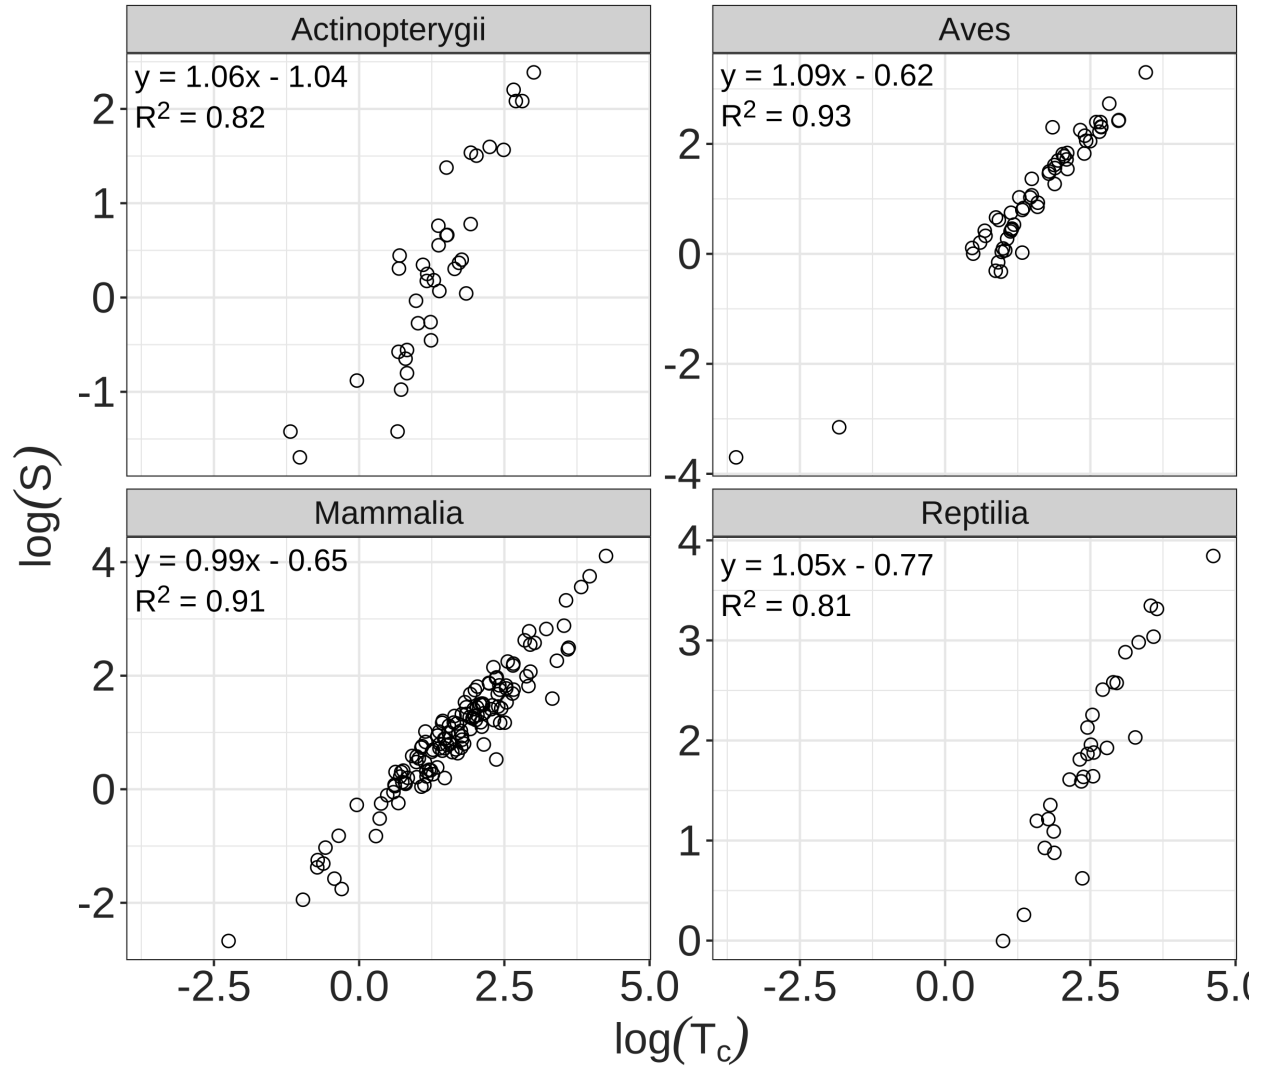 Actinopterygii
Aves
y = 1.06x - 1.04
R² = 0.82
y = 1.09x - 0.62
R² = 0.93
2
1
0
-1
2
0
-2
-4
log(S)
Mammalia
Reptilia
y = 0.99x - 0.65
R² = 0.91
y = 1.05x - 0.77
R² = 0.81
4
2
0
-2
4
3
2
1
0
-2.5 0.0 2.5 5.0
-2.5 0.0 2.5 5.
log(Tc)